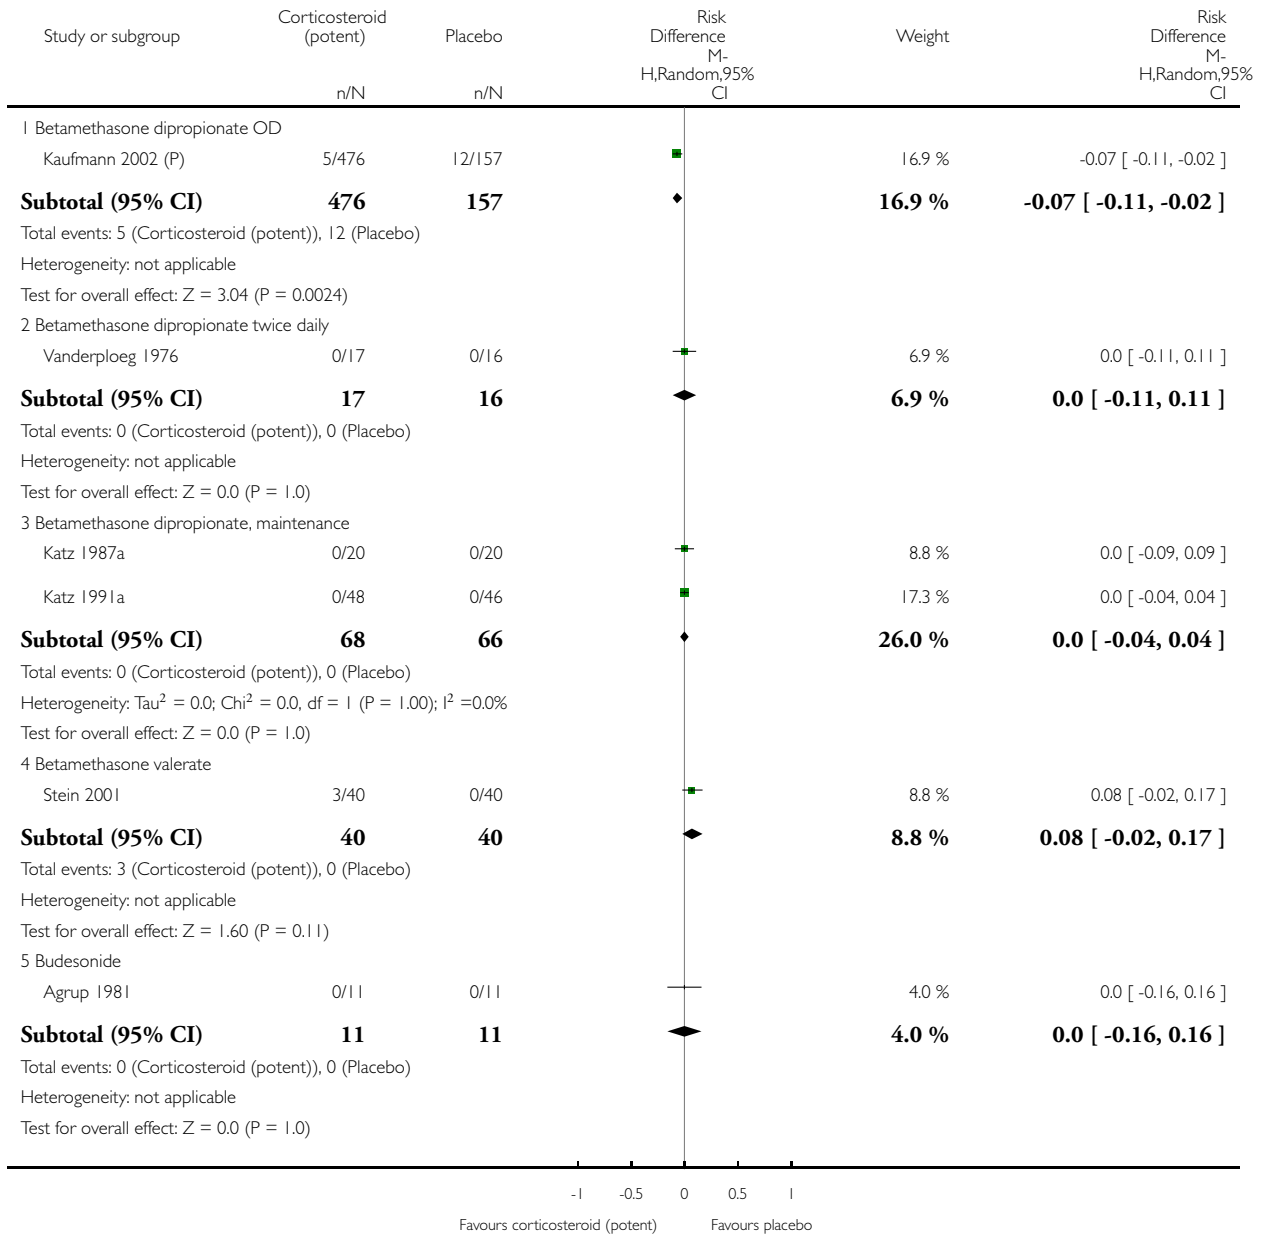 Study or subgroup Corticosteroid (potent) Placebo Risk Difference Weight Risk Difference
M-H,Random,95% CI M-H,Random,95% CI
n/N n/N
1 Betamethasone dipropionate OD
Kaufmann 2002 (P) 5/476 12/157 16.9 % -0.07 [ -0.11, -0.02 ]
Subtotal (95% CI) 476 157 16.9 % -0.07 [ -0.11, -0.02 ]
Total events: 5 (Corticosteroid (potent)), 12 (Placebo)
Heterogeneity: not applicable
Test for overall effect: Z = 3.04 (P = 0.0024)
2 Betamethasone dipropionate twice daily
Vanderploeg 1976 0/17 0/16 6.9 % 0.0 [ -0.11, 0.11 ]
Subtotal (95% CI) 17 16 6.9 % 0.0 [ -0.11, 0.11 ]
Total events: 0 (Corticosteroid (potent)), 0 (Placebo)
Heterogeneity: not applicable
Test for overall effect: Z = 0.0 (P = 1.0)
3 Betamethasone dipropionate, maintenance
Katz 1987a 0/20 0/20 8.8 % 0.0 [ -0.09, 0.09 ]
Katz 1991a 0/48 0/46 17.3 % 0.0 [ -0.04, 0.04 ]
Subtotal (95% CI) 68 66 26.0 % 0.0 [ -0.04, 0.04 ]
Total events: 0 (Corticosteroid (potent)), 0 (Placebo)
Heterogeneity: Tau² = 0.0; Chi² = 0.0, df = 1 (P = 1.00); I² =0.0%
Test for overall effect: Z = 0.0 (P = 1.0)
4 Betamethasone valerate
Stein 2001 3/40 0/40 8.8 % 0.08 [ -0.02, 0.17 ]
Subtotal (95% CI) 40 40 8.8 % 0.08 [ -0.02, 0.17 ]
Total events: 3 (Corticosteroid (potent)), 0 (Placebo)
Heterogeneity: not applicable
Test for overall effect: Z = 1.60 (P = 0.11)
5 Budesonide
Agrup 1981 0/11 0/11 4.0 % 0.0 [ -0.16, 0.16 ]
Subtotal (95% CI) 11 11 4.0 % 0.0 [ -0.16, 0.16 ]
Total events: 0 (Corticosteroid (potent)), 0 (Placebo)
Heterogeneity: not applicable
Test for overall effect: Z = 0.0 (P = 1.0)
-1 -0.5 0 0.5 1
Favours corticosteroid (potent) Favours placebo